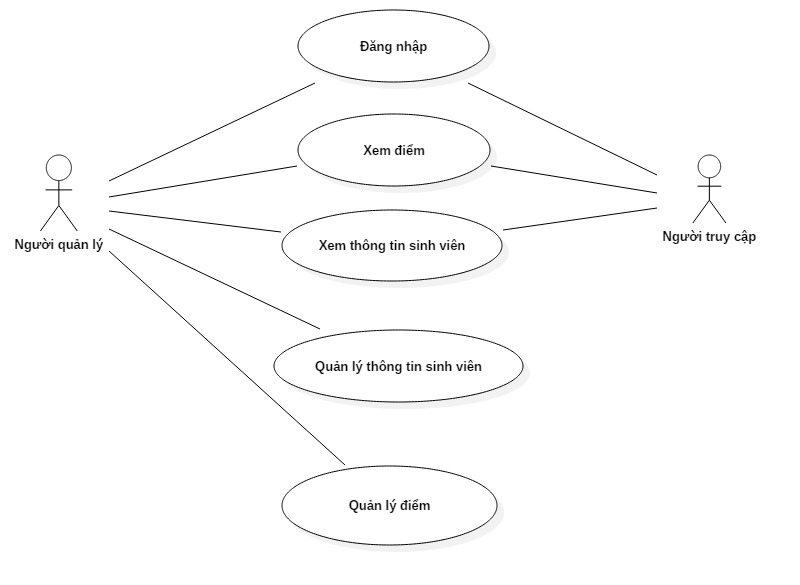 Đăng nhập
Xem điểm
Xem thông tin sinh viên
Người quản lý
Người truy cập
Quản lý thông tin sinh viên
Quản lý điểm